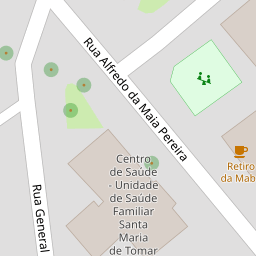 Rua Alfredo da Maia Pereira
Centro
de Saúde
- Unidade
de Saúde
Familiar
Santa
Maria
de Tomar
Retiro
da Mab
Rua General